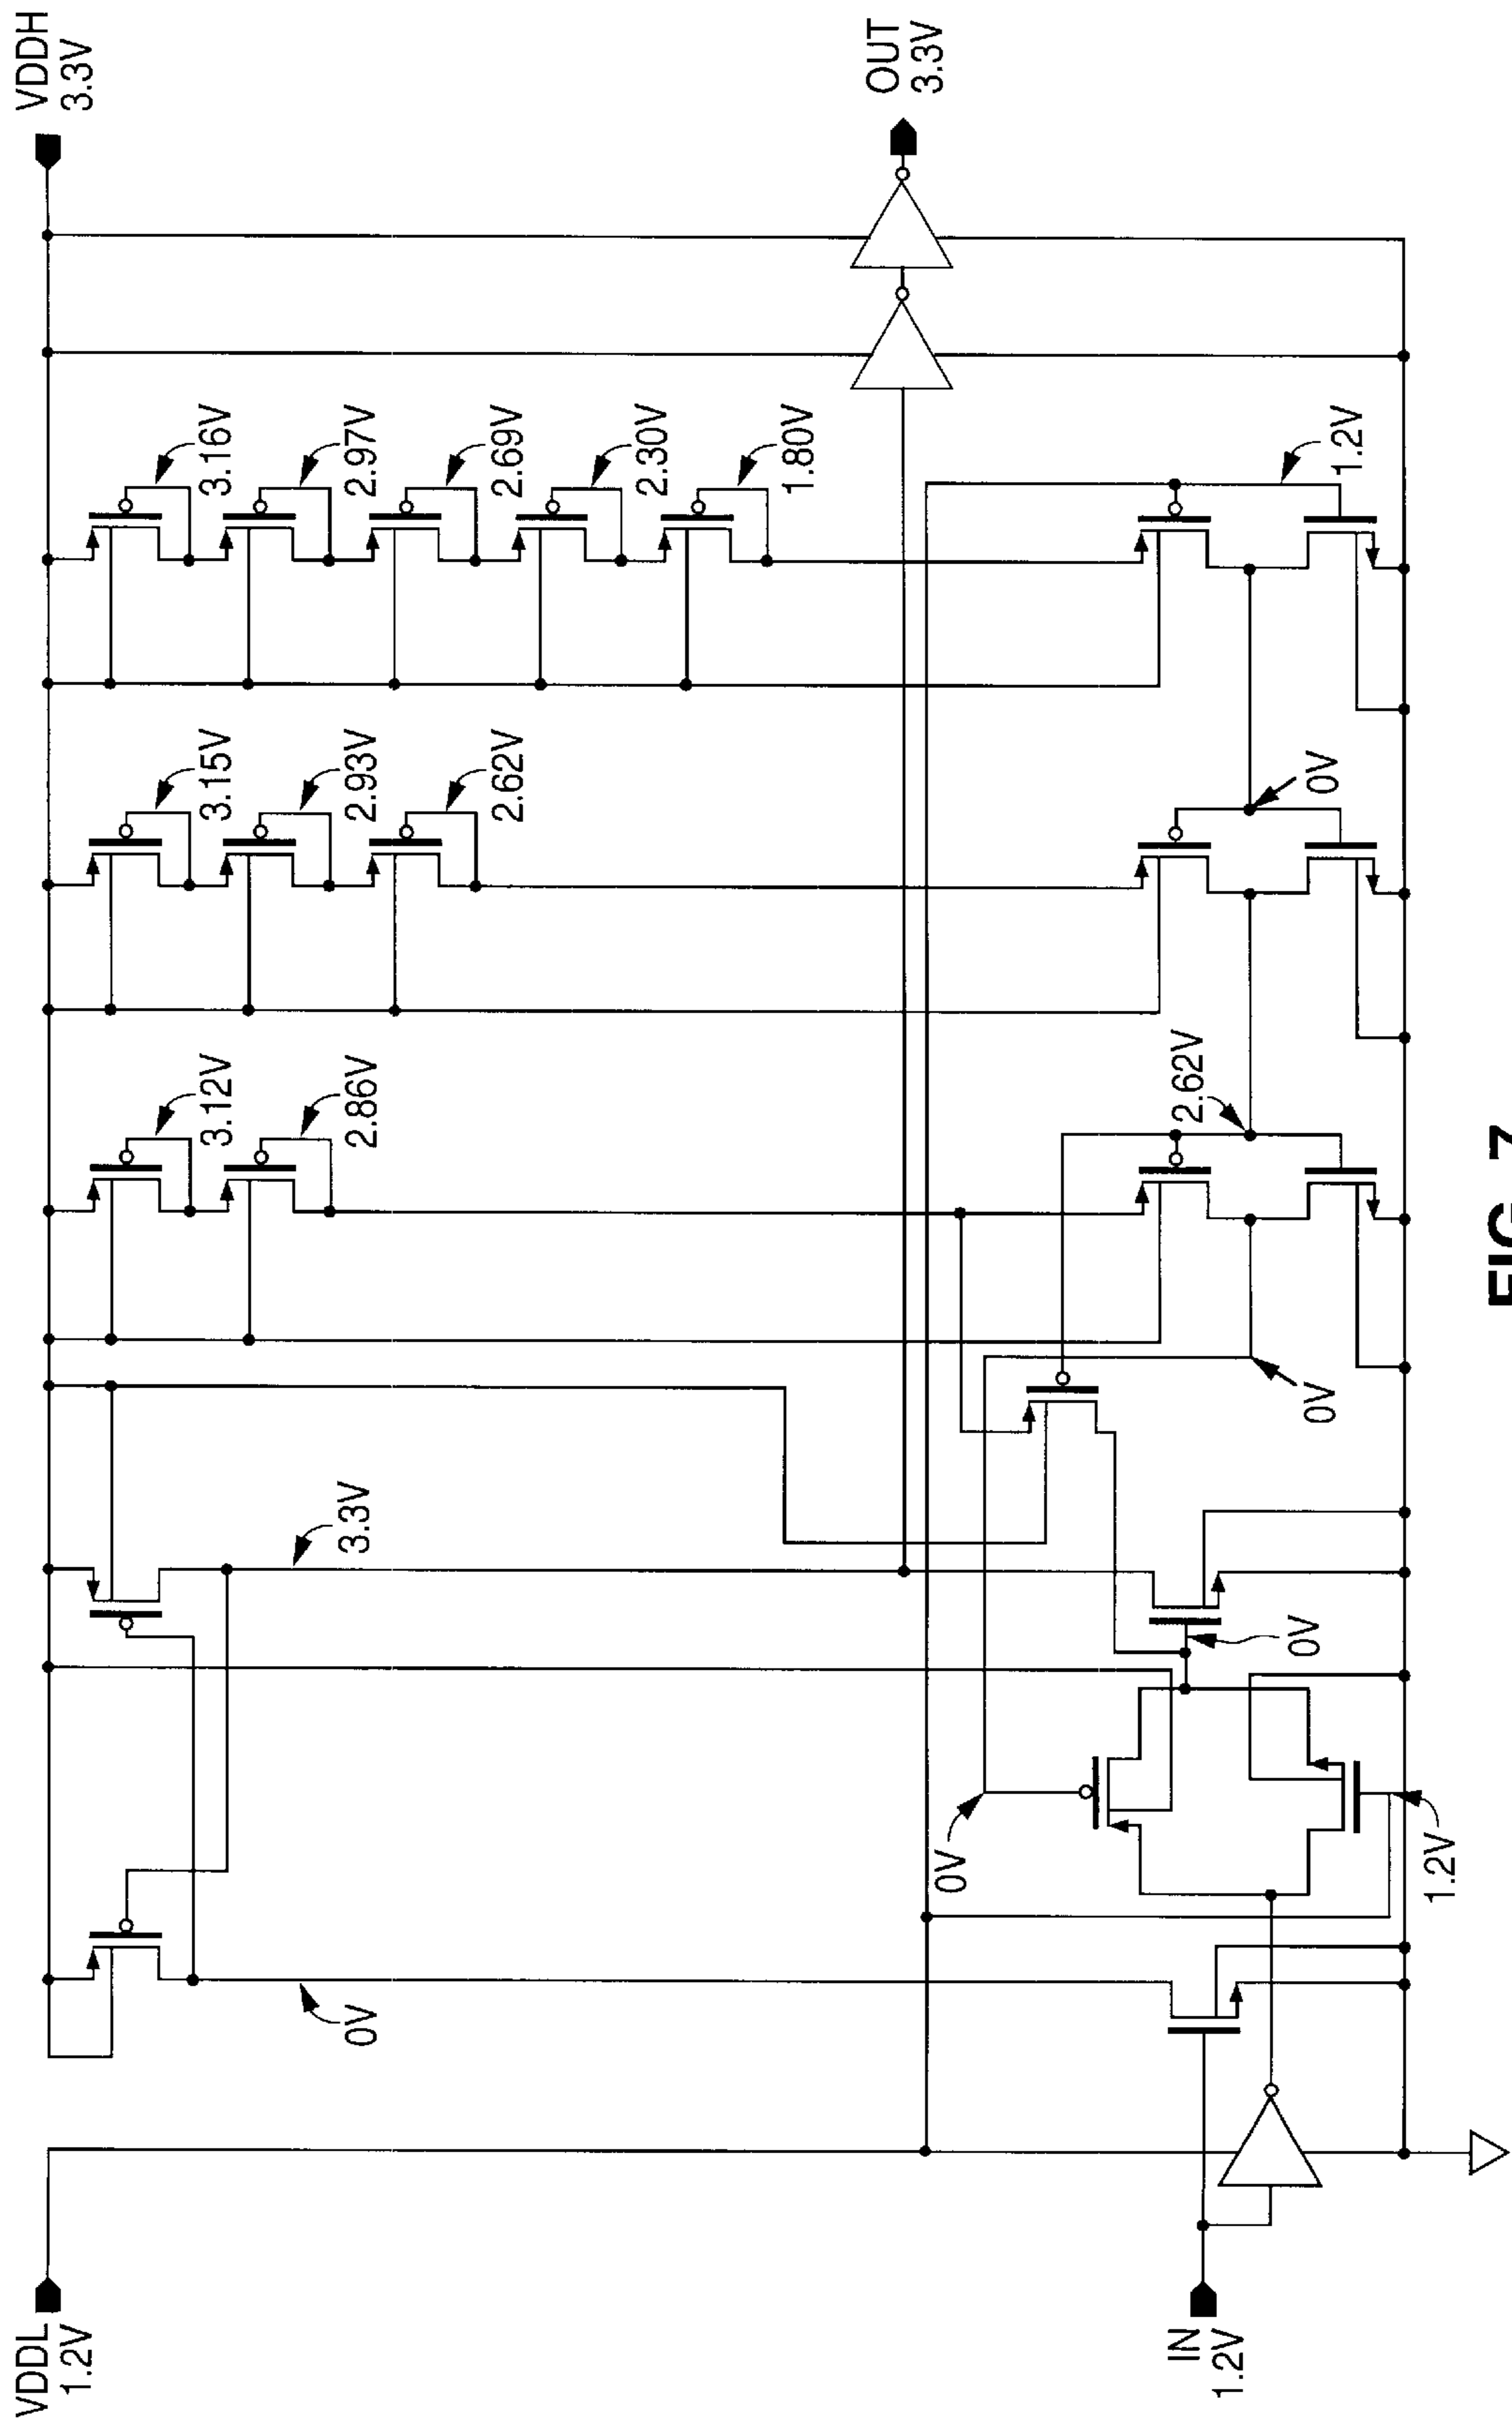 VDDH
3.3V
OUT
3.3V
3.16V
2.97V
2.69V
2.30V
1.80V
1.2V
3.15V
2.93V
2.62V
0V
3.12V
2.86V
2.62V
0V
3.3V
0V
0V
1.2V
0V
VDDL
1.2V
IN
1.2V
FIG. 7